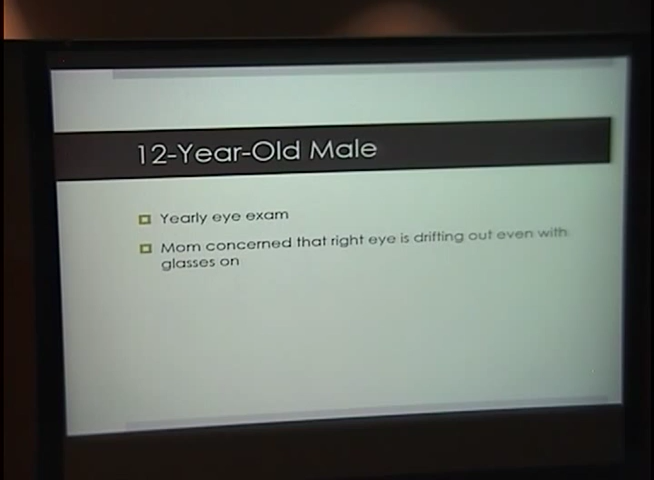 12-Year-Old Male
Yearly eye exam
Mom concerned that right eye is drifting out even with
glasses on